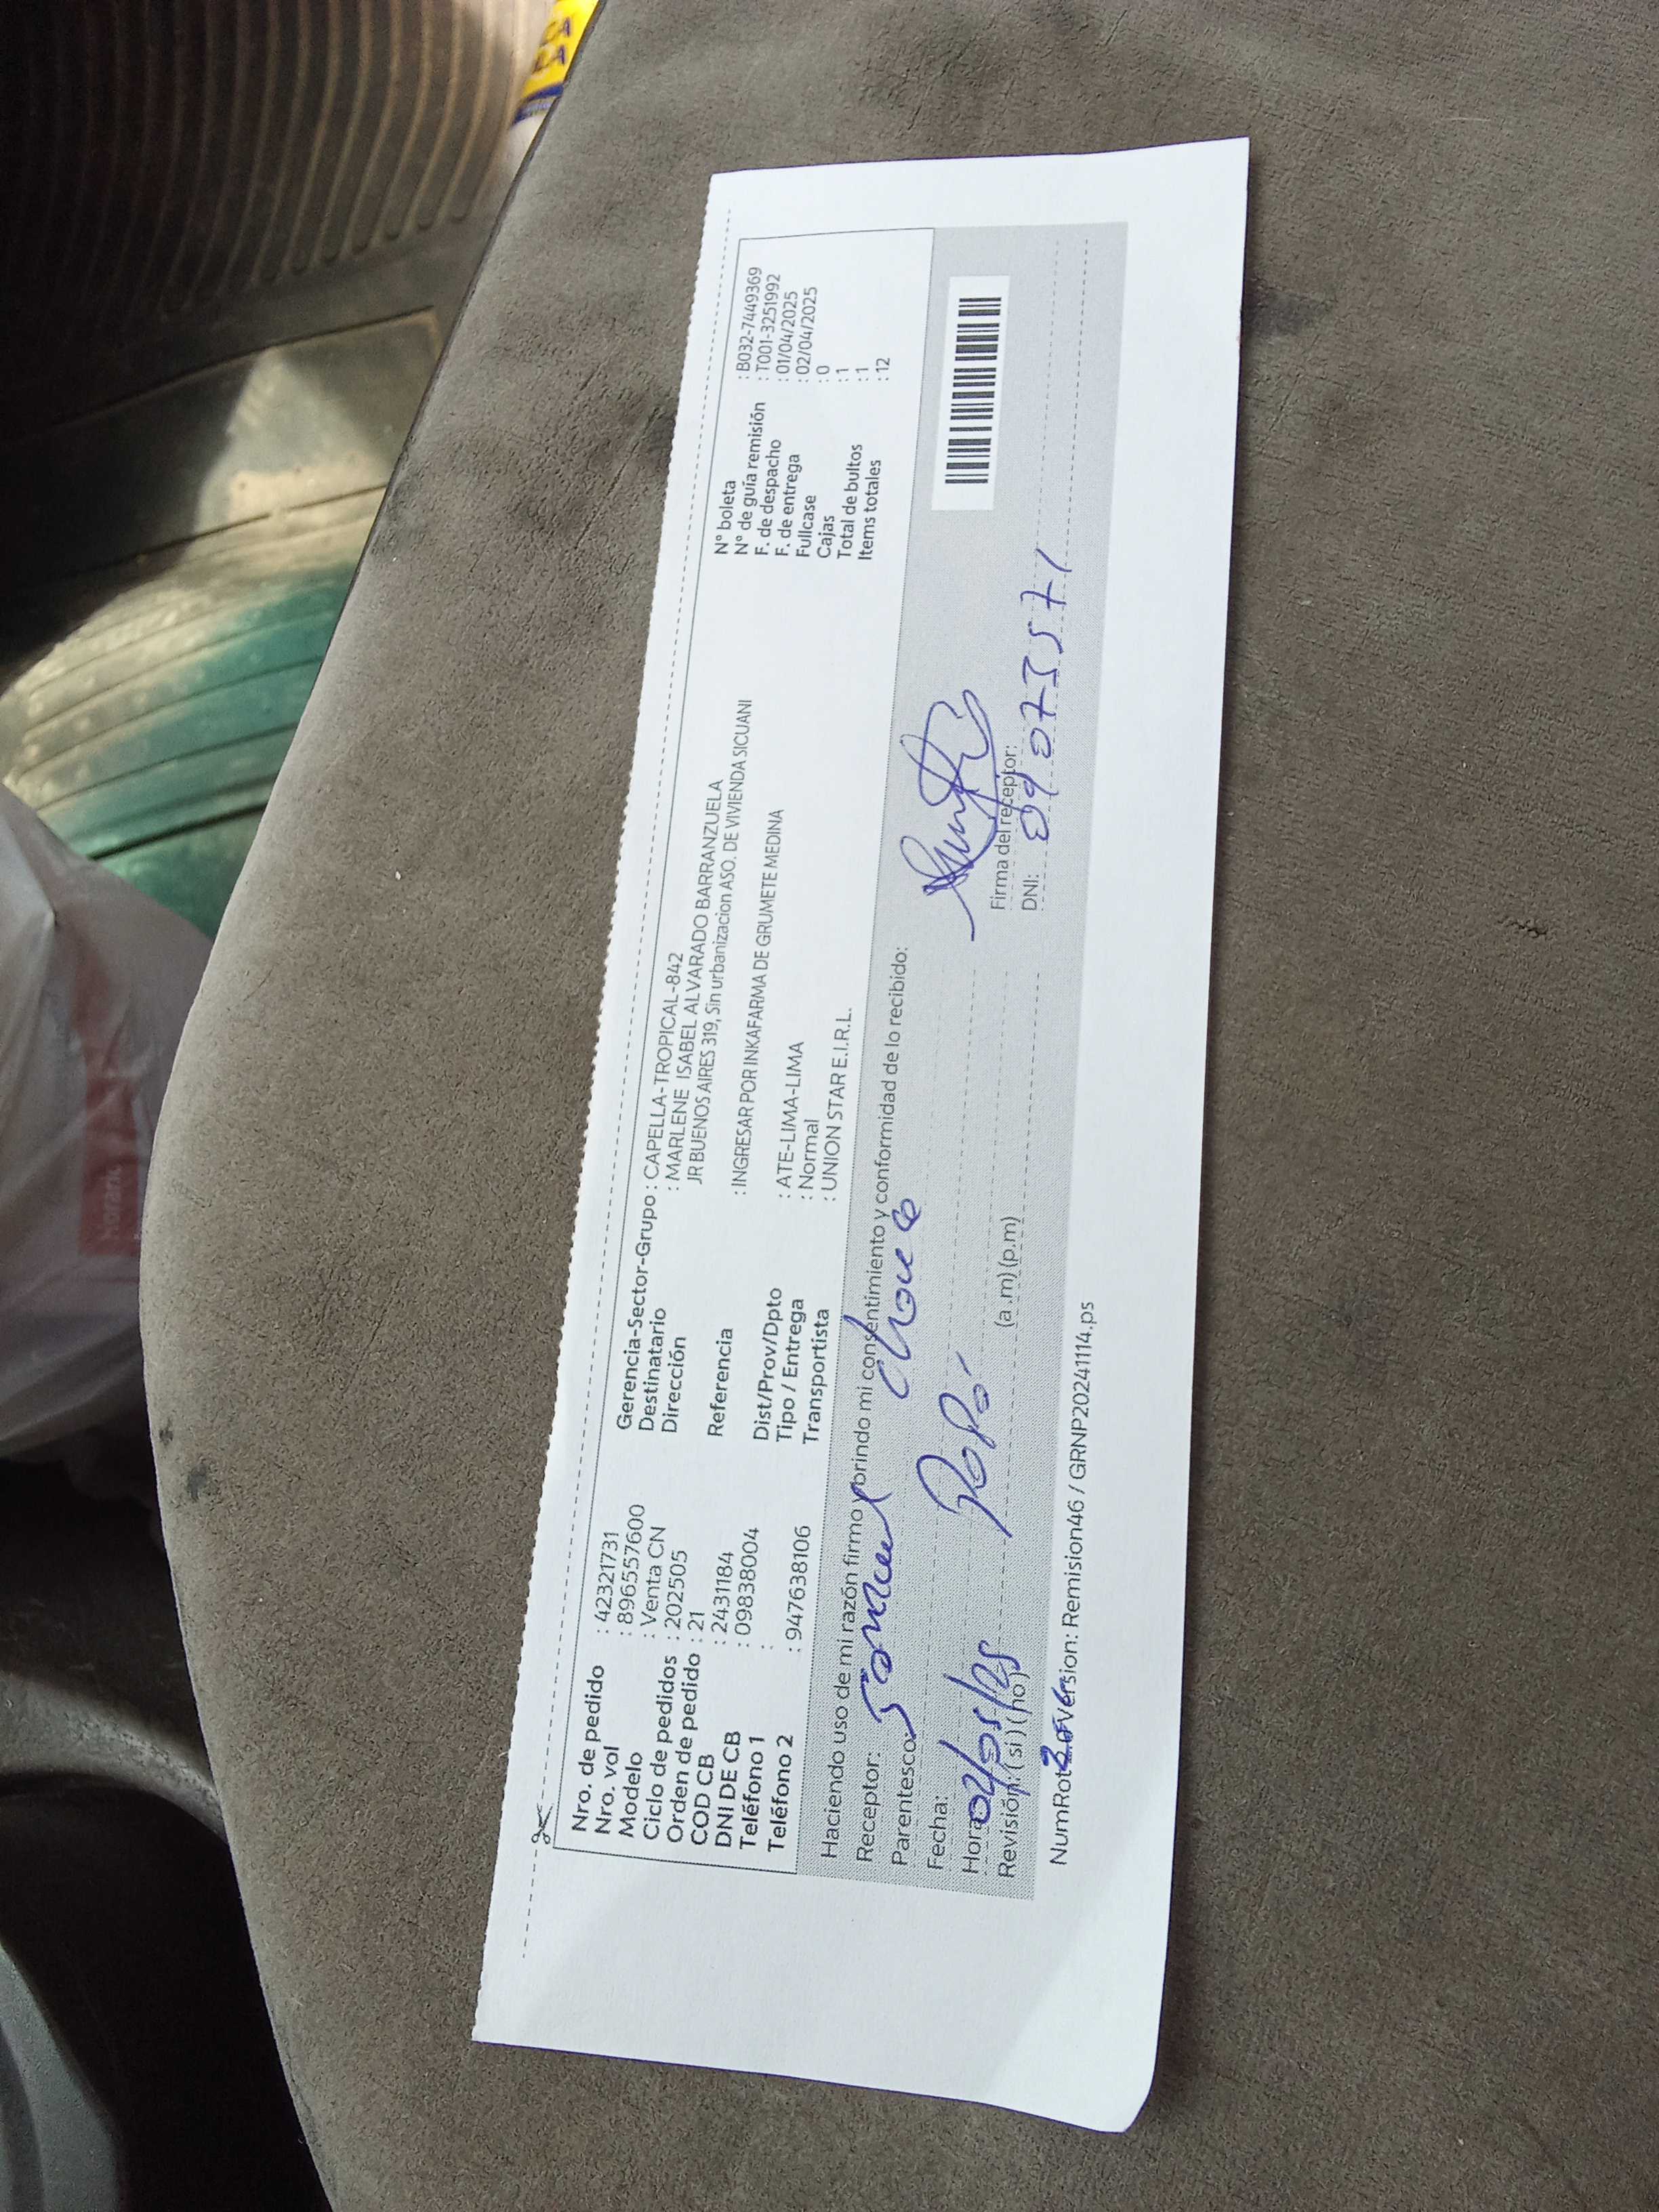 Nro. de pedido : 42321731
Nro. val : 8965557600
Modelo : Venta CN
Ciclo de pedidos : 202505
Orden de pedido : 21
COD CB : 2431184
DNI DE CB : 09838004
Teléfono 1 :
Teléfono 2 : 947638106
Gerencia-Sector-Grupo : CAPELLA-TROPICAL-842
Destinatario : MARLENE ISABEL ALVARADO BARRANZUELA
Dirección JR BUENOS AIRES 319, Sin urbanizacion ASO. DE VIVIENDA SICUANI
Referencia : INGRESAR POR INKAFARMA DE GRUMETE MEDINA
Dist/Prov/Dpto : ATE-LIMA-LIMA
Tipo / Entrega : Normal
Transportista : UNION STAR E.I.R.L.
N° boleta : B032-7449369
N° de guía remisión : T001-3251992
F. de despacho : 01/04/2025
F. de entrega : 02/04/2025
Fullcase : 0
Cajas : 1
Total de bultos : 1
Items totales : 12
Haciendo uso de mi razón firmo y brindo mi consentimiento y conformidad de lo recibido:
Receptor:
Parentesco:
Fecha: Papá
Hora (a.m) (p.m)
Revisión: (si) (no)
Firma del receptor:
DNI:
Version: Remision46 / GRNP20241114.ps